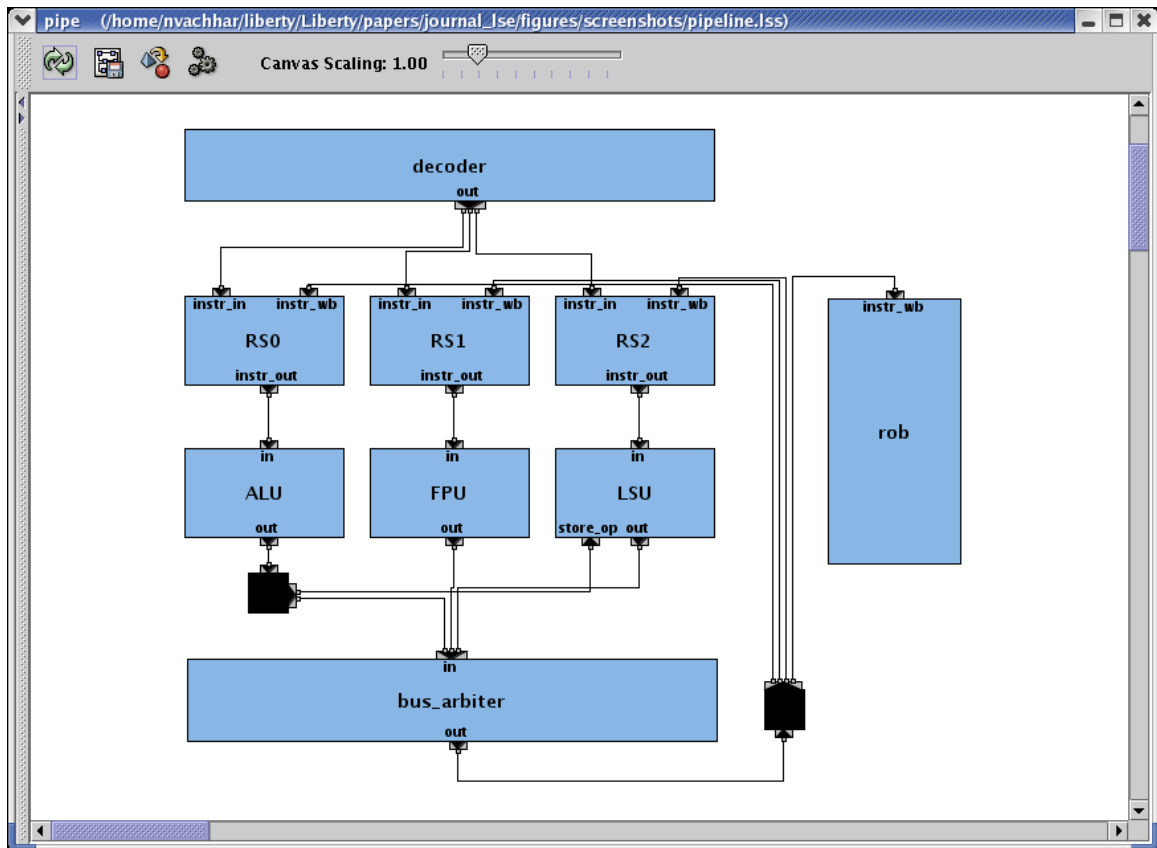 pipe (/home/nvachhar/liberty/Liberty/papers/journal_lse/figures/screenshots/pipeline.lss)
Canvas Scaling: 1.00
decoder
out
instr_in instr_wb instr_in instr_wb instr_in instr_wb instr_wb
RS0 RS1 RS2
instr_out instr_out instr_out
rob
in in in
ALU FPU LSU
out out store_op out
in
bus_arbiter
out